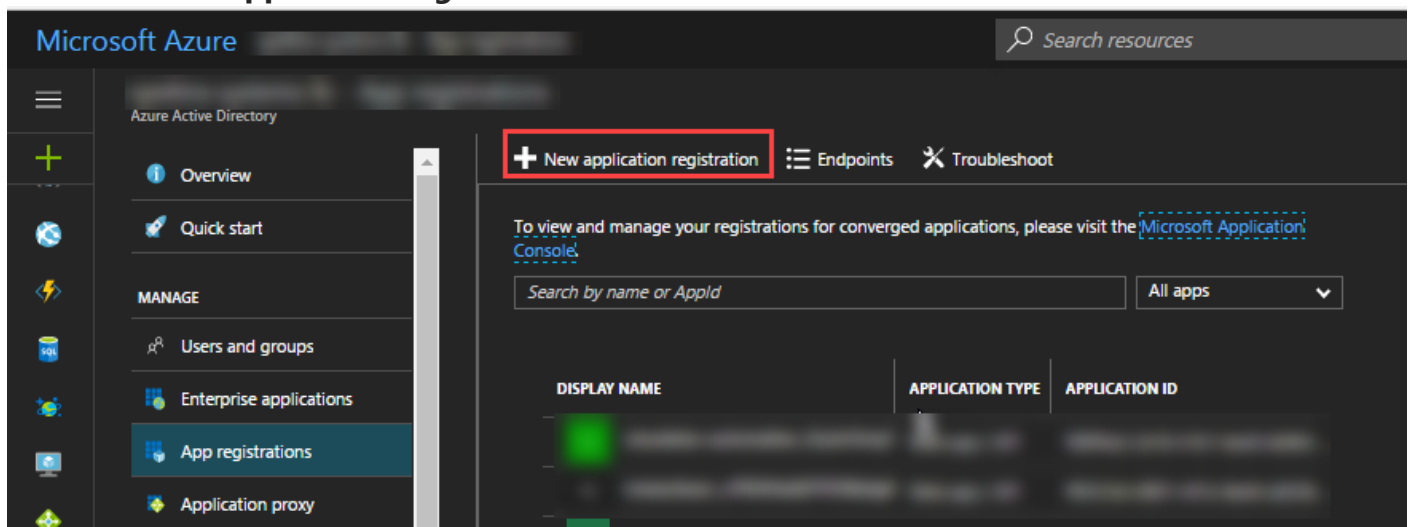 Microsoft Azure
Search resources
Azure Active Directory
New application registration
Endpoints
Troubleshoot
Overview
Quick start
To view and manage your registrations for converged applications, please visit the Microsoft Application
Console.
MANAGE
Search by name or AppId
All apps
Users and groups
Enterprise applications
DISPLAY NAME
APPLICATION TYPE
APPLICATION ID
App registrations
Application proxy
SQL